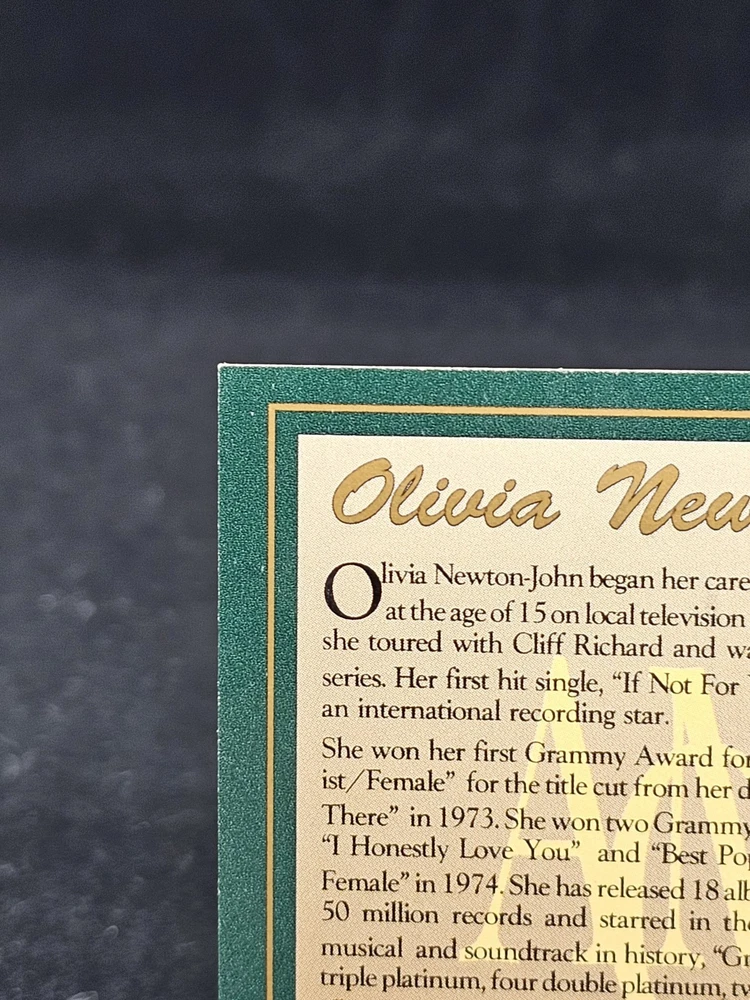 Olivia New
Olivia Newton-John began her care
at the age of 15 on local television
she toured with Cliff Richard and wa
series. Her first hit single, “If Not For
an international recording star.
She won her first Grammy Award for
ist/Female” for the title cut from her d
There” in 1973. She won two Grammy
“I Honestly Love You” and “Best Pop
Female” in 1974. She has released 18 alb
50 million records and starred in the
musical and soundtrack in history, “Gr
triple platinum, four double platinum, tw